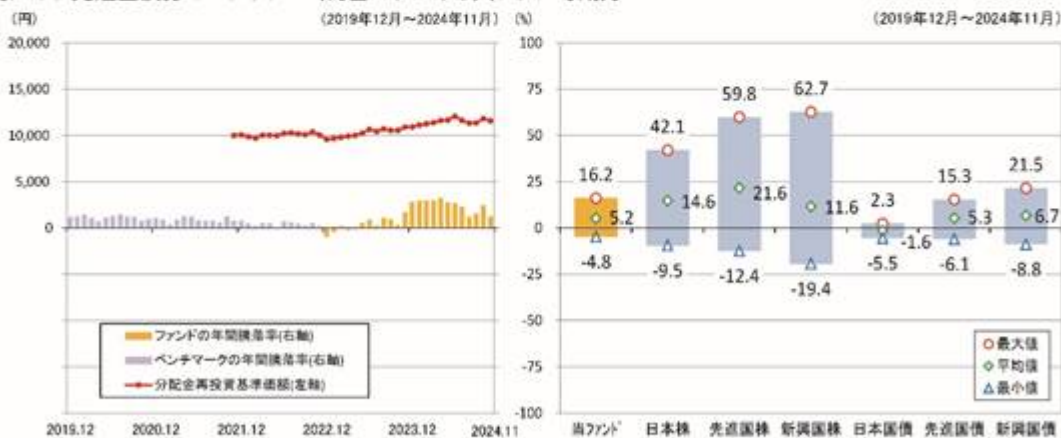 (円)
(2019年12月~2024年11月)
20,000
15,000
10,000
5,000
0
ファンドの年間騰落率(右軸)
ベンチマークの年間騰落率(右軸)
分配金再投資基準価額(左軸)
2019.12 2020.12 2021.12 2022.12 2023.12 2024.11
(%)
(2019年12月~2024年11月)
100
75
50
25
0
-25
-50
-75
-100
16.2 42.1 59.8 62.7 2.3 15.3 21.5
5.2 14.6 21.6 11.6 -1.6 5.3 6.7
-4.8 -9.5 -12.4 -19.4 -5.5 -6.1 -8.8
最大値
平均値
最小値
当ファンド 日本株 先進国株 新興国株 日本国債 先進国債 新興国債